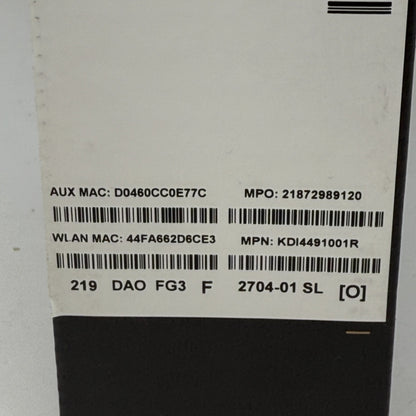 AUX MAC: D0460CC0E77C MPO: 21872989120
WLAN MAC: 44FA662D6CE3 MPN: KDI4491001R
219 DAO FG3 F 2704-01 SL [O]